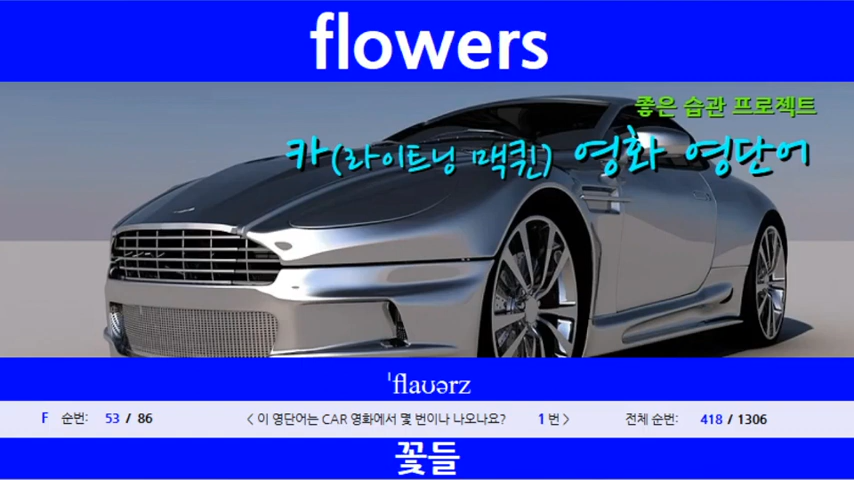 flowers
좋은 습관 프로젝트
카(라이트닝 맥퀸) 영화 영단어
ˈflaʊərz
F 순번: 53 / 86 〈 이 영단어는 CAR 영화에서 몇 번이나 나오나요? 1 번 〉 전체 순번: 418 / 1306
꽃들